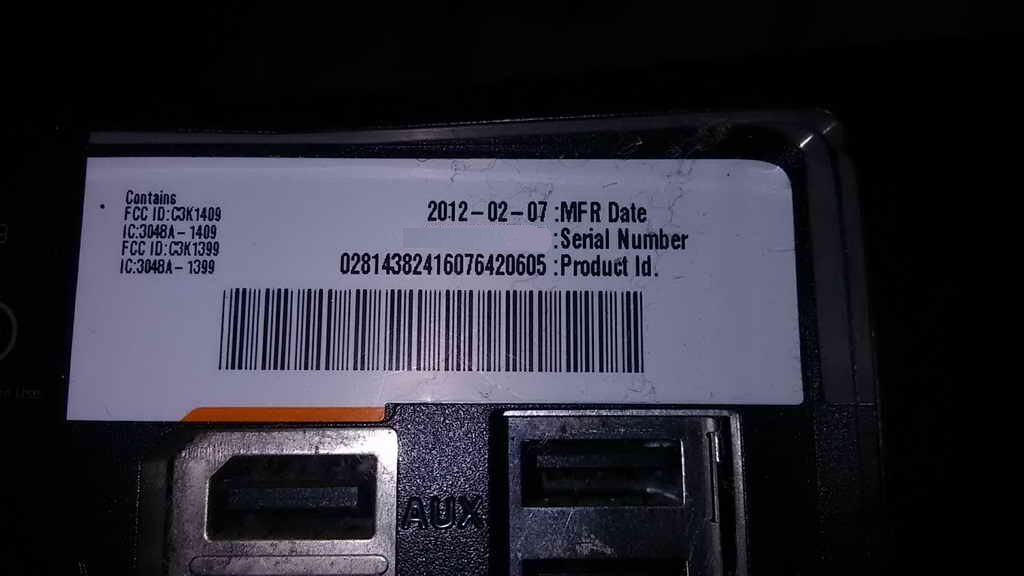 Contains
FCC ID:C3K1409
IC:3048A-1409
FCC ID:C3K1399
IC:3048A-1399
2012-02-07 :MFR Date
:Serial Number
02814382416076420605 :Product Id.
AUX